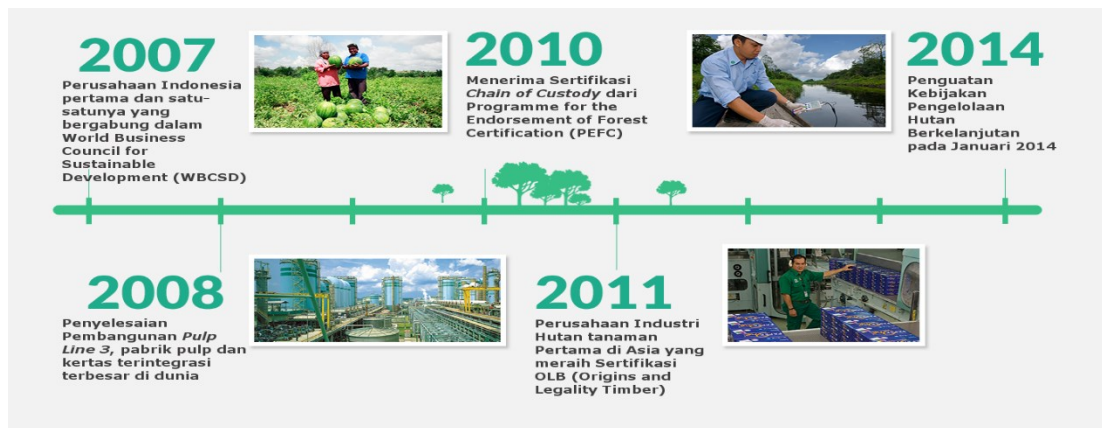 2007
Perusahaan Indonesia
pertama dan satu-
satunya yang
bergabung dalam
World Business
Council for
Sustainable
Development (WBCSD)
2010
Menerima Sertifikasi
Chain of Custody dari
Programme for the
Endorsement of Forest
Certification (PEFC)
2014
Penguatan
Kebijakan
Pengelolaan
Hutan
Berkelanjutan
pada Januari 2014
2008
Penyelesaian
Pembangunan Pulp
Line 3, pabrik pulp dan
kertas terintegrasi
terbesar di dunia
2011
Perusahaan Industri
Hutan tanaman
Pertama di Asia yang
meraih Sertifikasi
OLB (Origins and
Legality Timber)